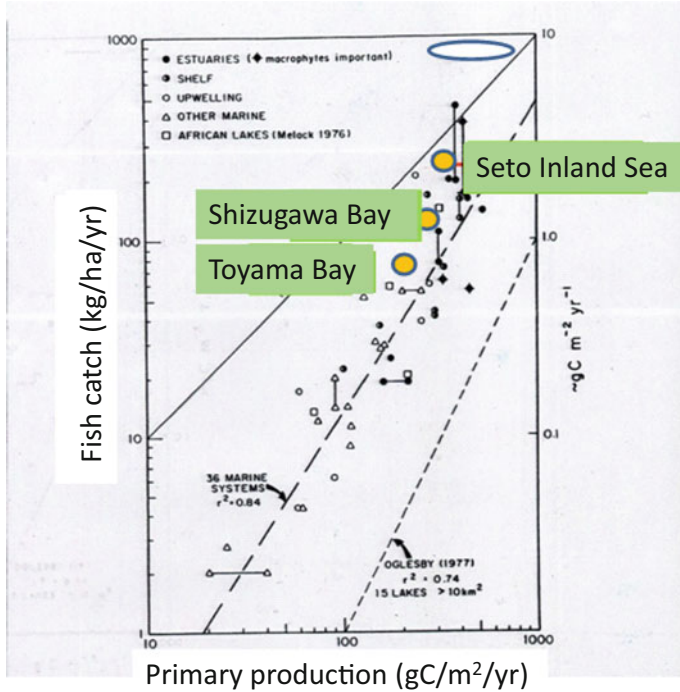 1000
10
● ESTUARIES (✦ macrophytes important)
◑ SHELF
○ UPWELLING
△ OTHER MARINE
□ AFRICAN LAKES (Melack 1976)
Seto Inland Sea
Shizugawa Bay
100
1.0
Toyama Bay
Fish catch (kg/ha/yr)
~gC m⁻² yr⁻¹
10
0.1
36 MARINE
SYSTEMS
r²=0.84
OGLESBY (1977)
r² = 0.74
15 LAKES >10km²
1
10
100
1000
Primary production (gC/m²/yr)